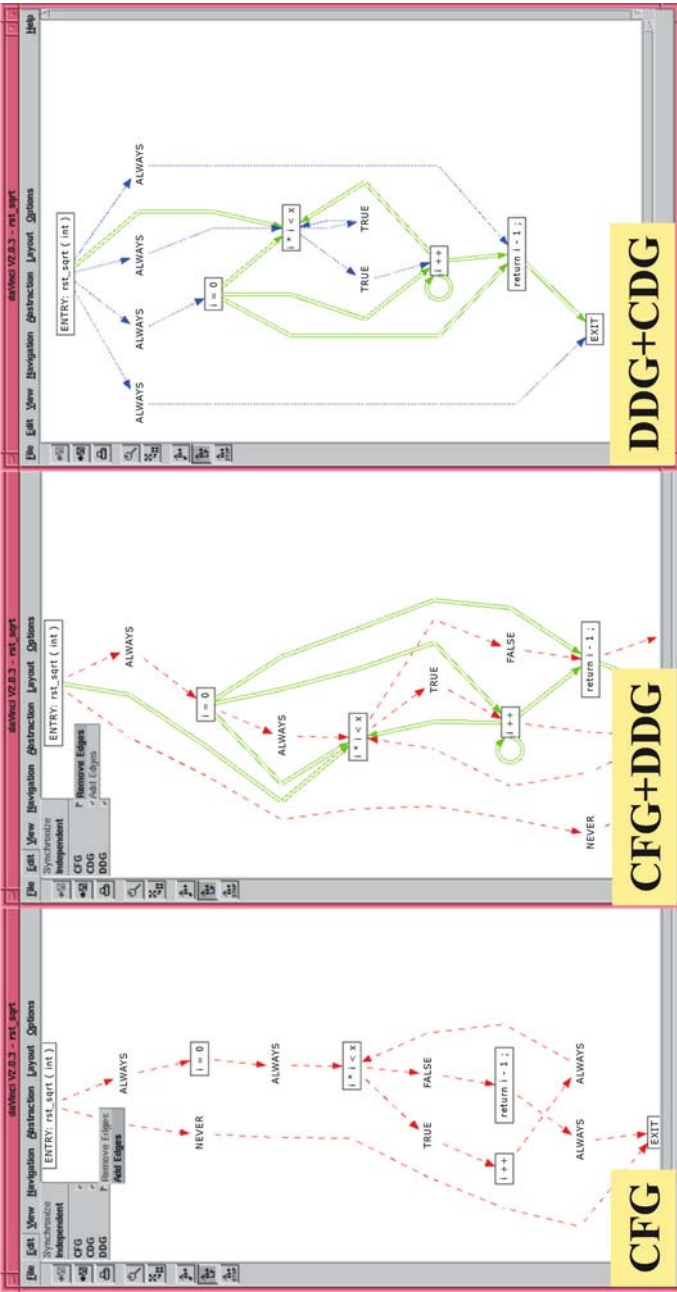 daVinci V2.0.3 - rst_sqrt
File Edit View Navigation Abstraction Layout Options
Synchronize
Independent
CFG
CDG
DDG
Remove Edges
Add Edges
ENTRY: rst_sqrt ( int )
ALWAYS
NEVER
i = 0
ALWAYS
i * i < x
TRUE
FALSE
i ++
return i - 1 ;
ALWAYS
ALWAYS
EXIT
CFG
daVinci V2.0.3 - rst_sqrt
File Edit View Navigation Abstraction Layout Options
Synchronize
Independent
CFG
CDG
DDG
Remove Edges
Add Edges
ENTRY: rst_sqrt ( int )
ALWAYS
i = 0
ALWAYS
i * i < x
TRUE
FALSE
i ++
NEVER
return i - 1 ;
CFG+DDG
daVinci V2.0.3 - rst_sqrt
File Edit View Navigation Abstraction Layout Options Help
ENTRY: rst_sqrt ( int )
ALWAYS
ALWAYS
ALWAYS
ALWAYS
i = 0
i * i < x
TRUE
TRUE
i ++
return i - 1 ;
EXIT
DDG+CDG